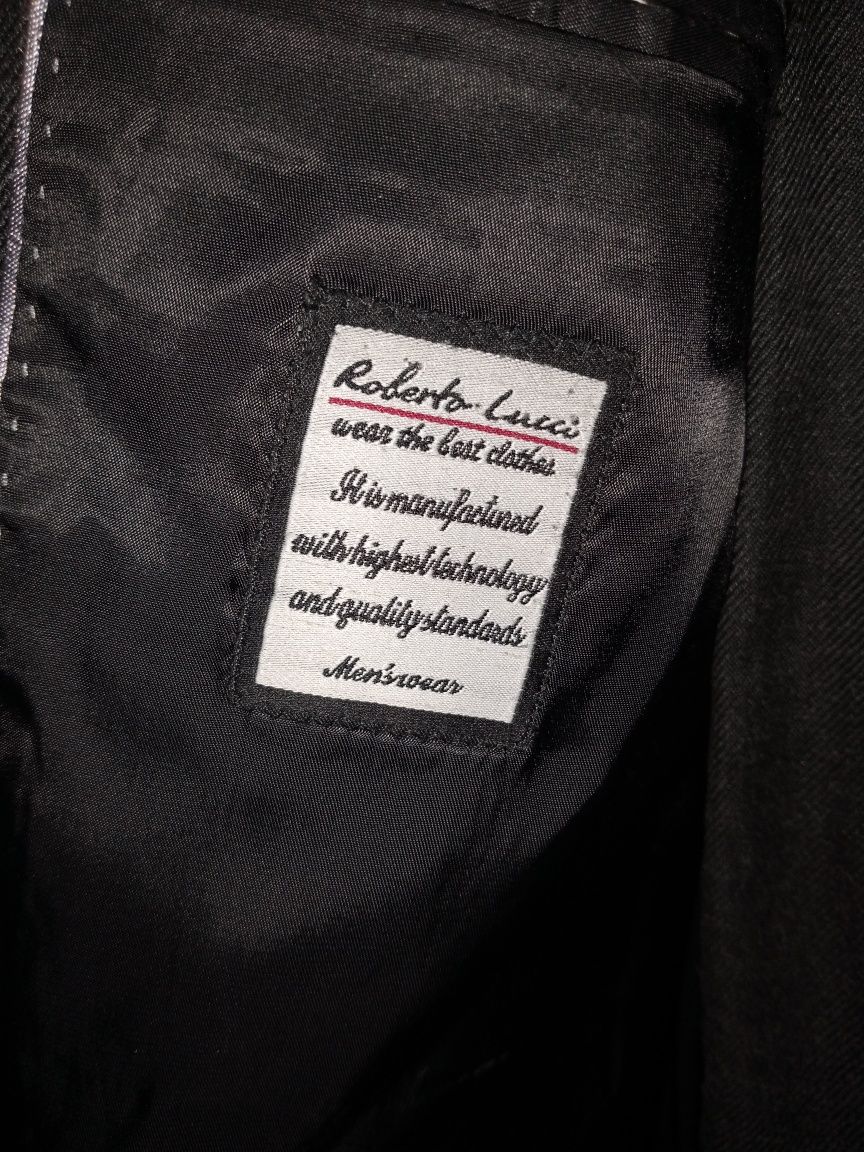 Roberto Lucci
wear the best clothes
It is manufactured
with highest technology
and quality standards
Men's wear